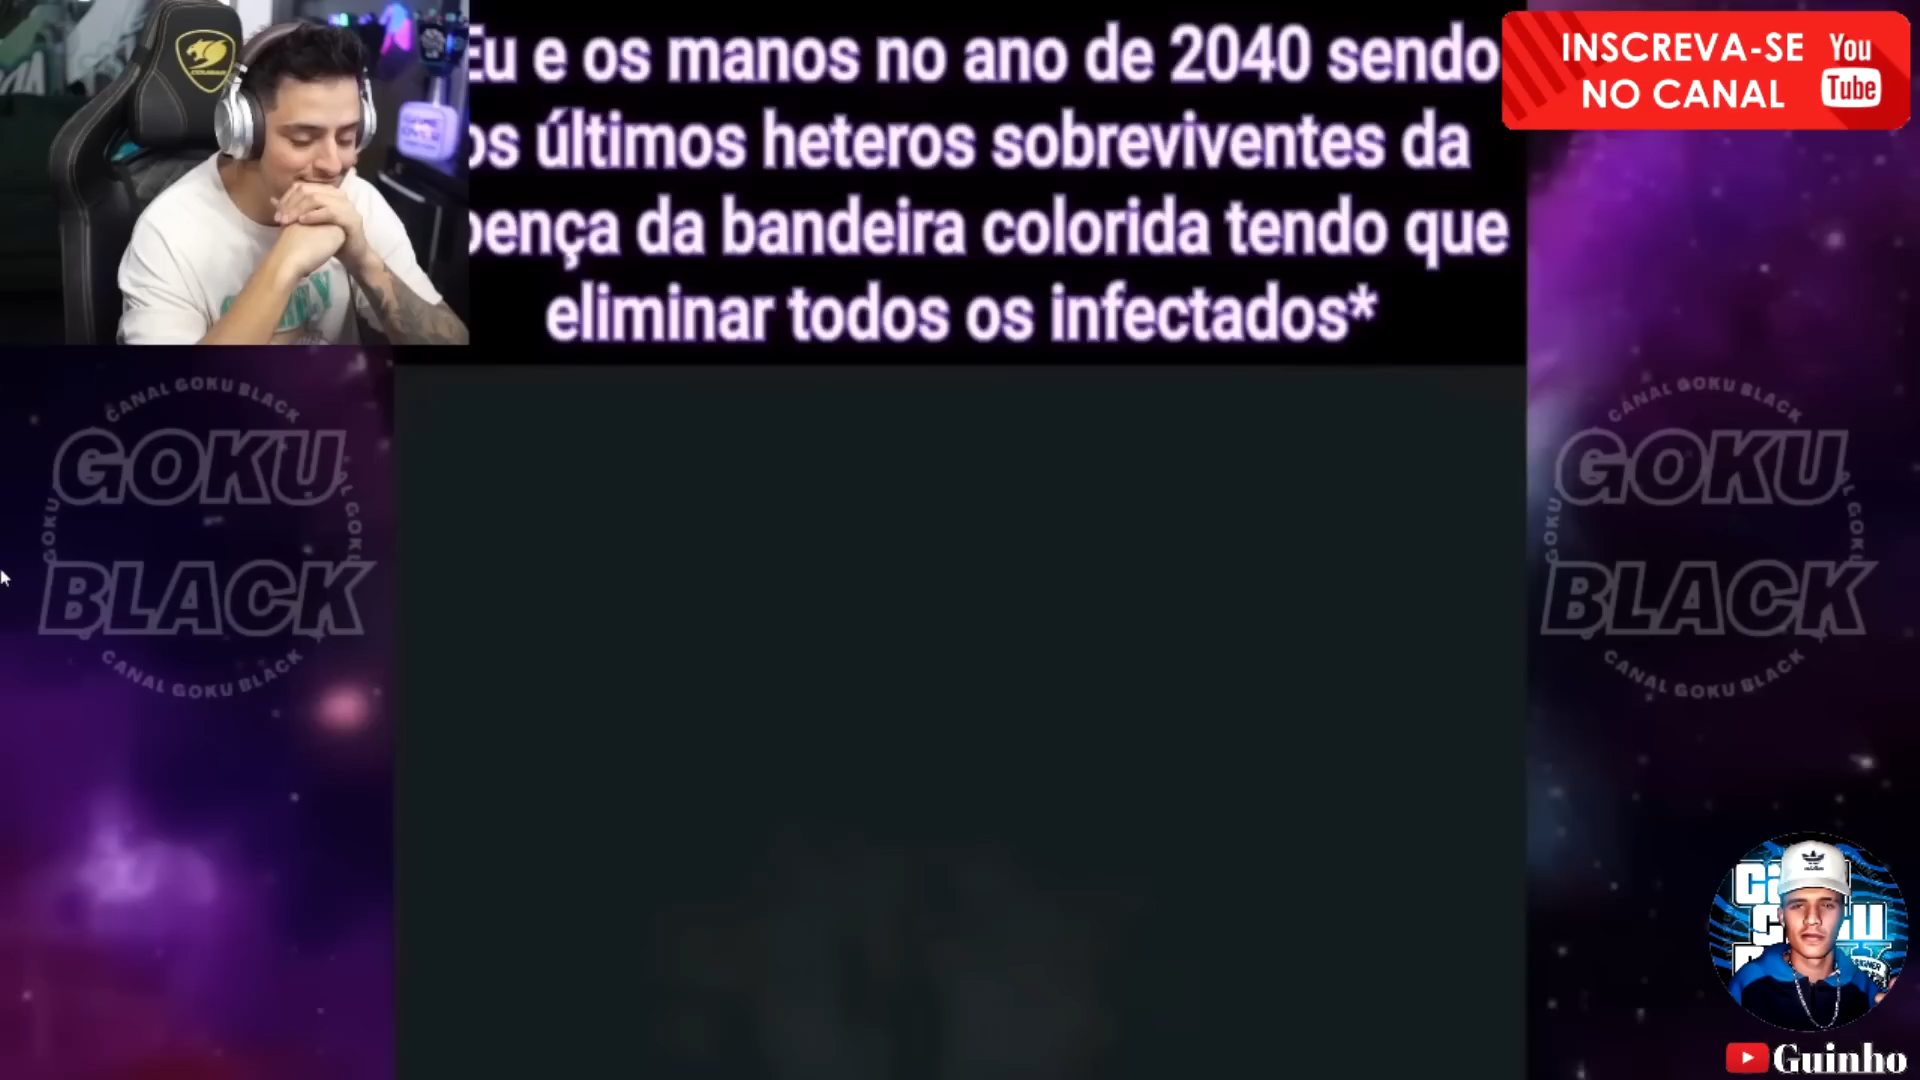 Eu e os manos no ano de 2040 sendo
os últimos heteros sobreviventes da
oença da bandeira colorida tendo que
eliminar todos os infectados*
INSCREVA-SE
NO CANAL
You
Tube
COUGAR
CANAL GOKU BLACK
GOKU
BLACK
CANAL GOKU BLACK
CANAL GOKU BLACK
GOKU
BLACK
CANAL GOKU BLACK
Guinho